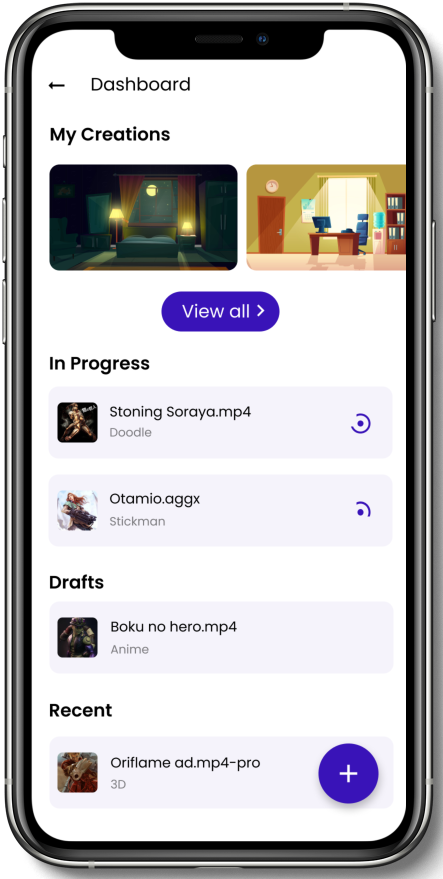 Dashboard
My Creations
View all
In Progress
Stoning Soraya.mp4
Doodle
Otamio.aggx
Stickman
Drafts
Boku no hero.mp4
Anime
Recent
Oriflame ad.mp4-pro
3D